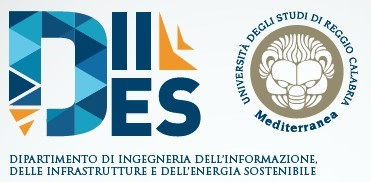 DIIES
UNIVERSITÀ DEGLI STUDI DI REGGIO CALABRIA
Mediterranea
DIPARTIMENTO DI INGEGNERIA DELL'INFORMAZIONE,
DELLE INFRASTRUTTURE E DELL'ENERGIA SOSTENIBILE